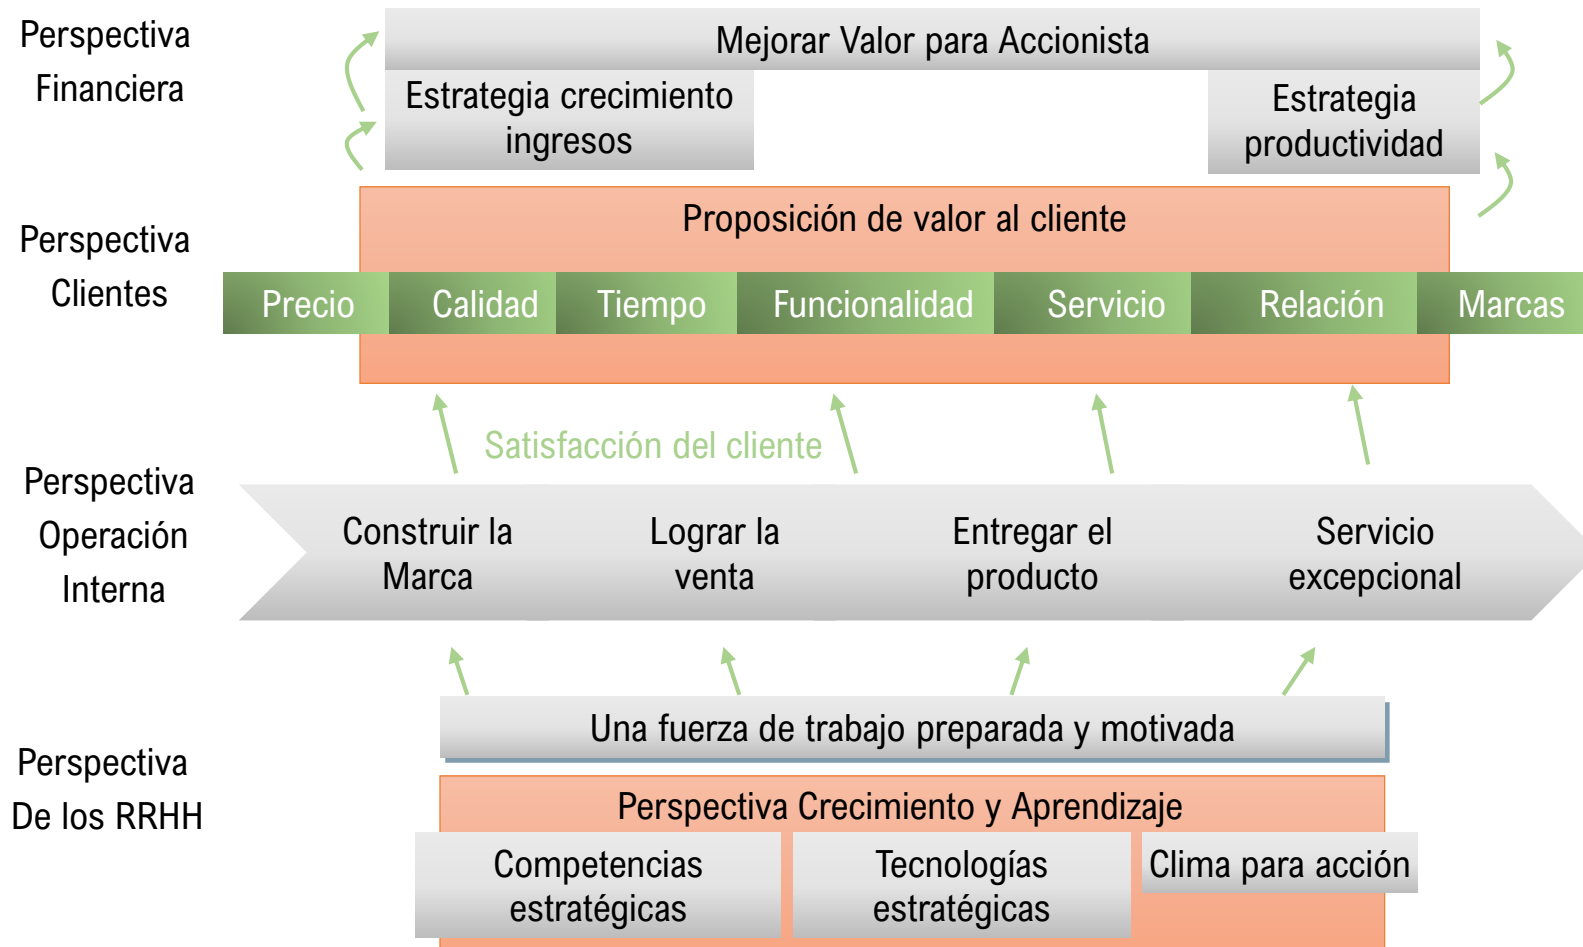 Perspectiva
Financiera
Mejorar Valor para Accionista
Estrategia crecimiento
ingresos
Estrategia
productividad
Perspectiva
Clientes
Proposición de valor al cliente
Precio
Calidad
Tiempo
Funcionalidad
Servicio
Relación
Marcas
Satisfacción del cliente
Perspectiva
Operación
Interna
Construir la
Marca
Lograr la
venta
Entregar el
producto
Servicio
excepcional
Perspectiva
De los RRHH
Una fuerza de trabajo preparada y motivada
Perspectiva Crecimiento y Aprendizaje
Competencias
estratégicas
Tecnologías
estratégicas
Clima para acción